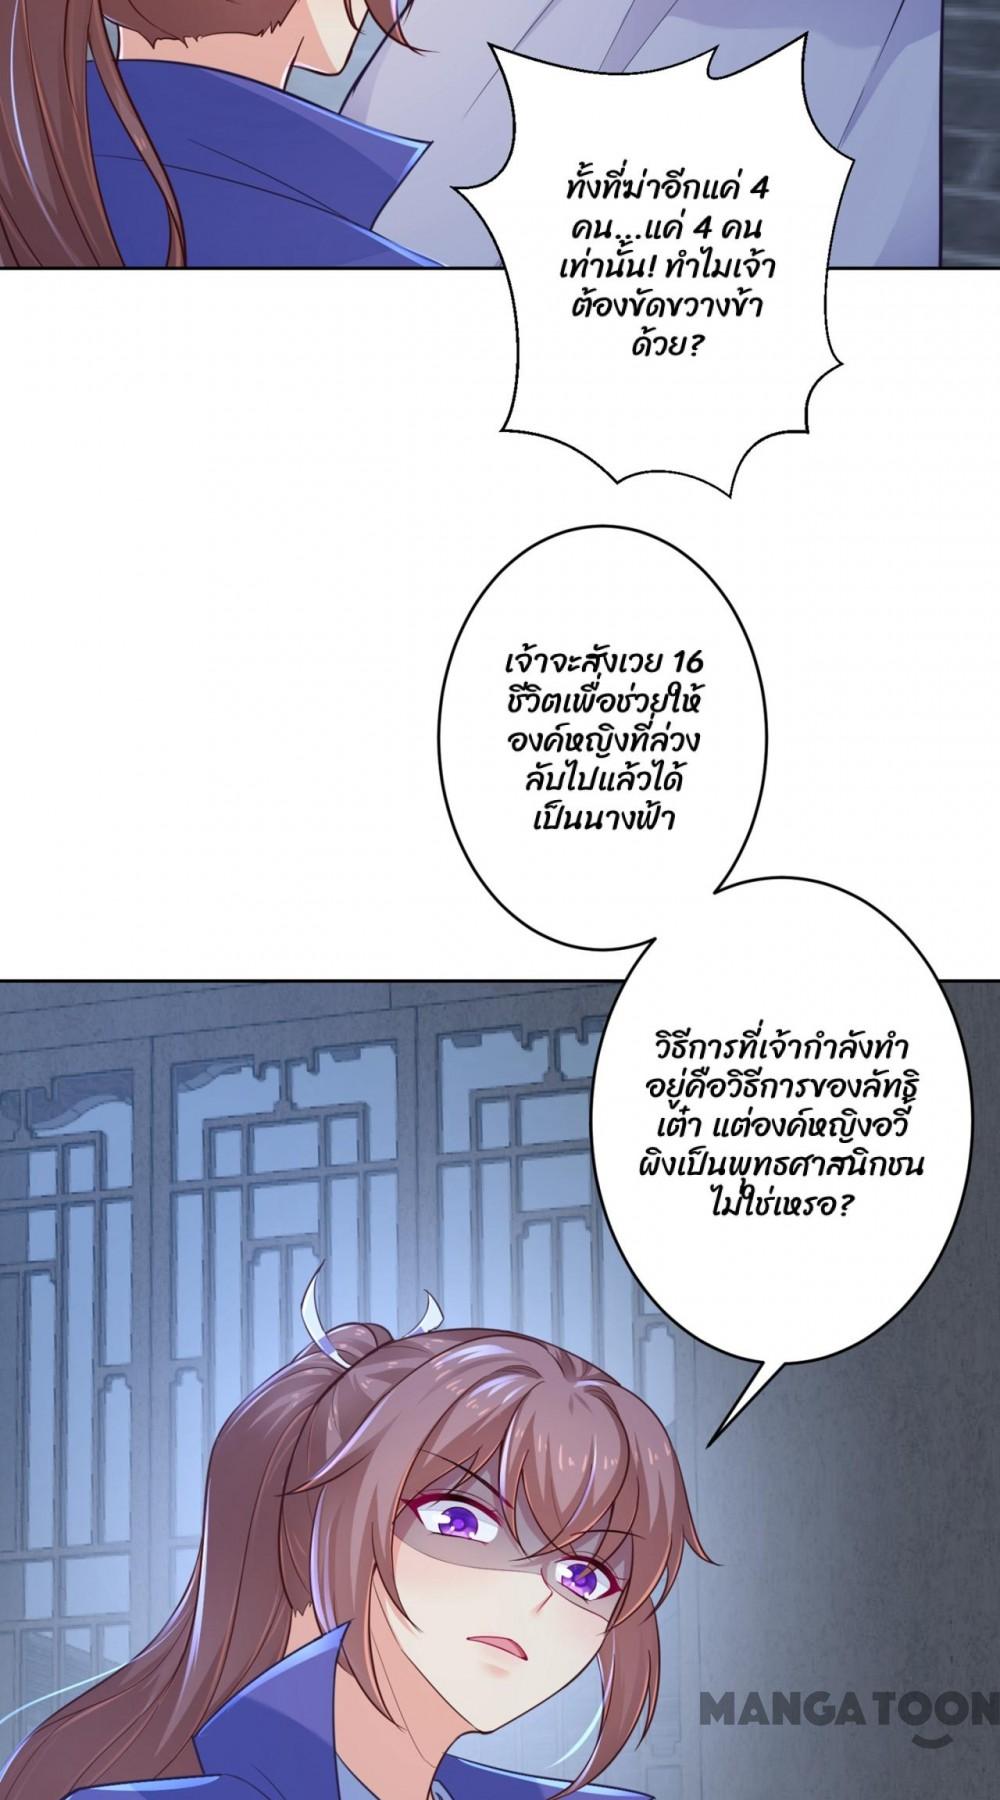 ทั้งที่ฆ่าอีกแค่ 4
คน...แค่ 4 คน
เท่านั้น! ทำไมเจ้า
ต้องขัดขวางข้า
ด้วย?
เจ้าจะสังเวย 16
ชีวิตเพื่อช่วยให้
องค์หญิงที่ล่วง
ลับไปแล้วได้
เป็นนางฟ้า
วิธีการที่เจ้ากำลังทำ
อยู่คือวิธีการของลัทธิ
เต๋า แต่องค์หญิงอวี้
ผิงเป็นพุทธศาสนิกชน
ไม่ใช่เหรอ?
MANGATOON